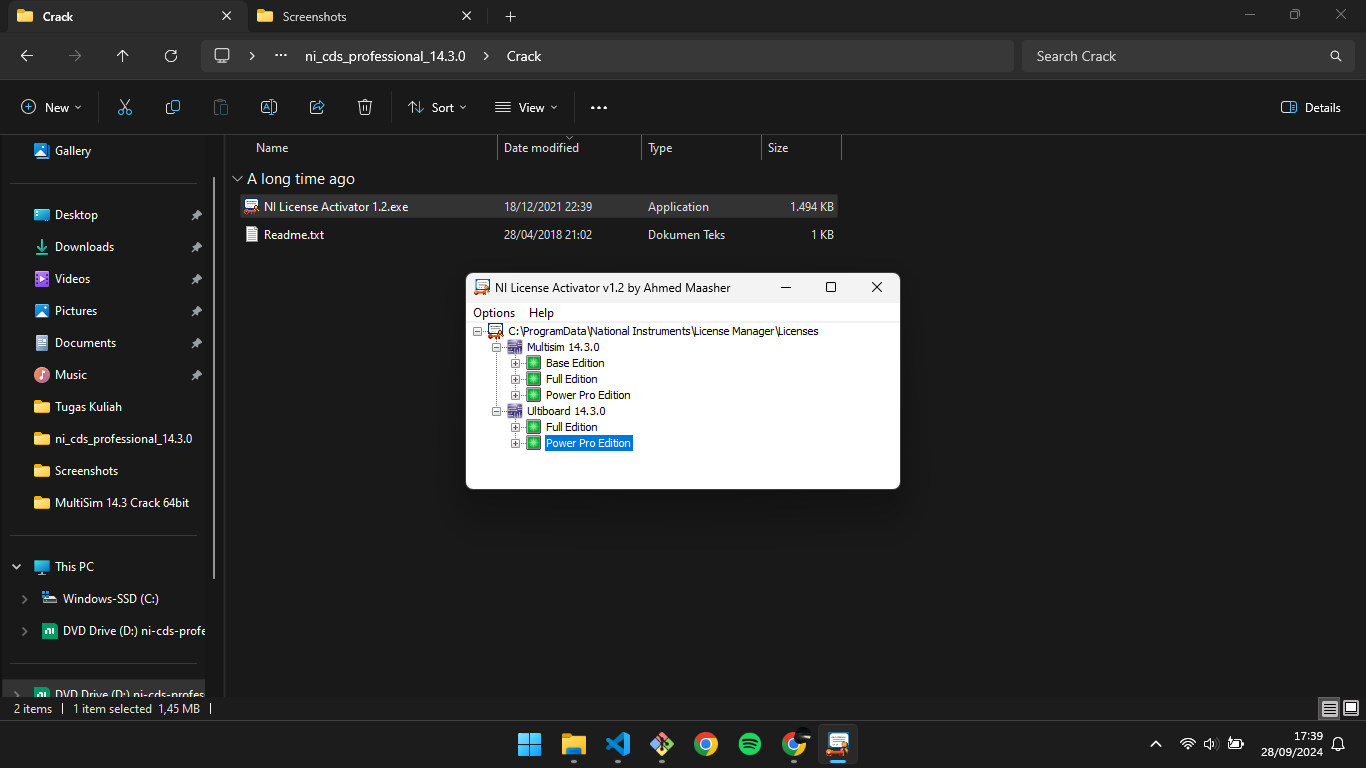 Crack
Screenshots
ni_cds_professional_14.3.0
Crack
Search Crack
New
Sort
View
Details
Gallery
Desktop
Downloads
Videos
Pictures
Documents
Music
Tugas Kuliah
ni_cds_professional_14.3.0
Screenshots
MultiSim 14.3 Crack 64bit
This PC
Windows-SSD (C:)
DVD Drive (D:) ni-cds-profe
DVD Drive (D:) ni-cds-profes
Name Date modified Type Size
A long time ago
NI License Activator 1.2.exe 18/12/2021 22:39 Application 1.494 KB
Readme.txt 28/04/2018 21:02 Dokumen Teks 1 KB
NI License Activator v1.2 by Ahmed Maasher
Options Help
C:\ProgramData\National Instruments\License Manager\Licenses
Multisim 14.3.0
Base Edition
Full Edition
Power Pro Edition
Ultiboard 14.3.0
Full Edition
Power Pro Edition
2 items 1 item selected 1,45 MB
17:39
28/09/2024